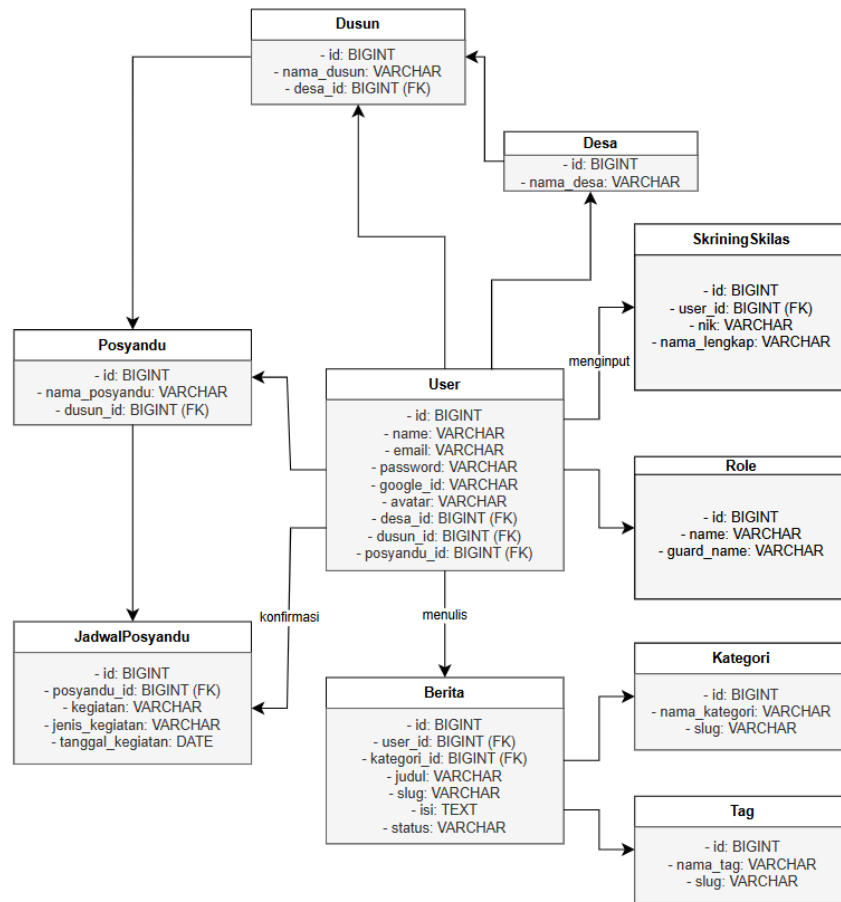 Dusun
- id: BIGINT
- nama_dusun: VARCHAR
- desa_id: BIGINT (FK)
Desa
- id: BIGINT
- nama_desa: VARCHAR
SkriningSkilas
- id: BIGINT
- user_id: BIGINT (FK)
- nik: VARCHAR
- nama_lengkap: VARCHAR
Posyandu
- id: BIGINT
- nama_posyandu: VARCHAR
- dusun_id: BIGINT (FK)
menginput
User
- id: BIGINT
- name: VARCHAR
- email: VARCHAR
- password: VARCHAR
- google_id: VARCHAR
- avatar: VARCHAR
- desa_id: BIGINT (FK)
- dusun_id: BIGINT (FK)
- posyandu_id: BIGINT (FK)
Role
- id: BIGINT
- name: VARCHAR
- guard_name: VARCHAR
konfirmasi
menulis
JadwalPosyandu
- id: BIGINT
- posyandu_id: BIGINT (FK)
- kegiatan: VARCHAR
- jenis_kegiatan: VARCHAR
- tanggal_kegiatan: DATE
Berita
- id: BIGINT
- user_id: BIGINT (FK)
- kategori_id: BIGINT (FK)
- judul: VARCHAR
- slug: VARCHAR
- isi: TEXT
- status: VARCHAR
Kategori
- id: BIGINT
- nama_kategori: VARCHAR
- slug: VARCHAR
Tag
- id: BIGINT
- nama_tag: VARCHAR
- slug: VARCHAR